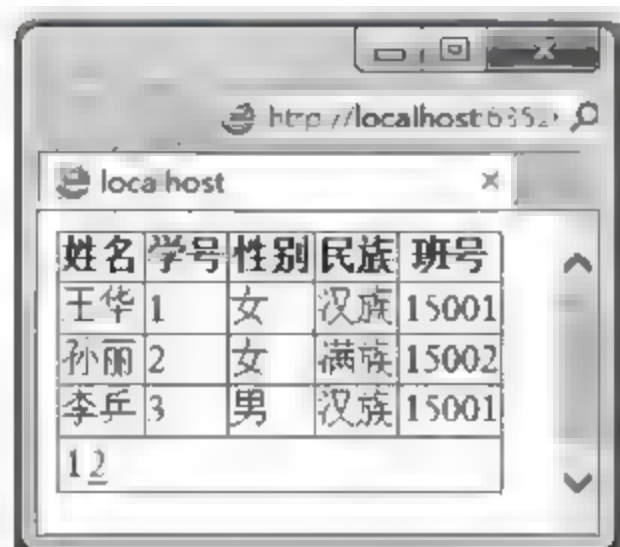 http://localhost:6352
localhost
姓名 学号 性别 民族 班号
王华 1 女 汉族 15001
孙丽 2 女 满族 15002
李兵 3 男 汉族 15001
1 2